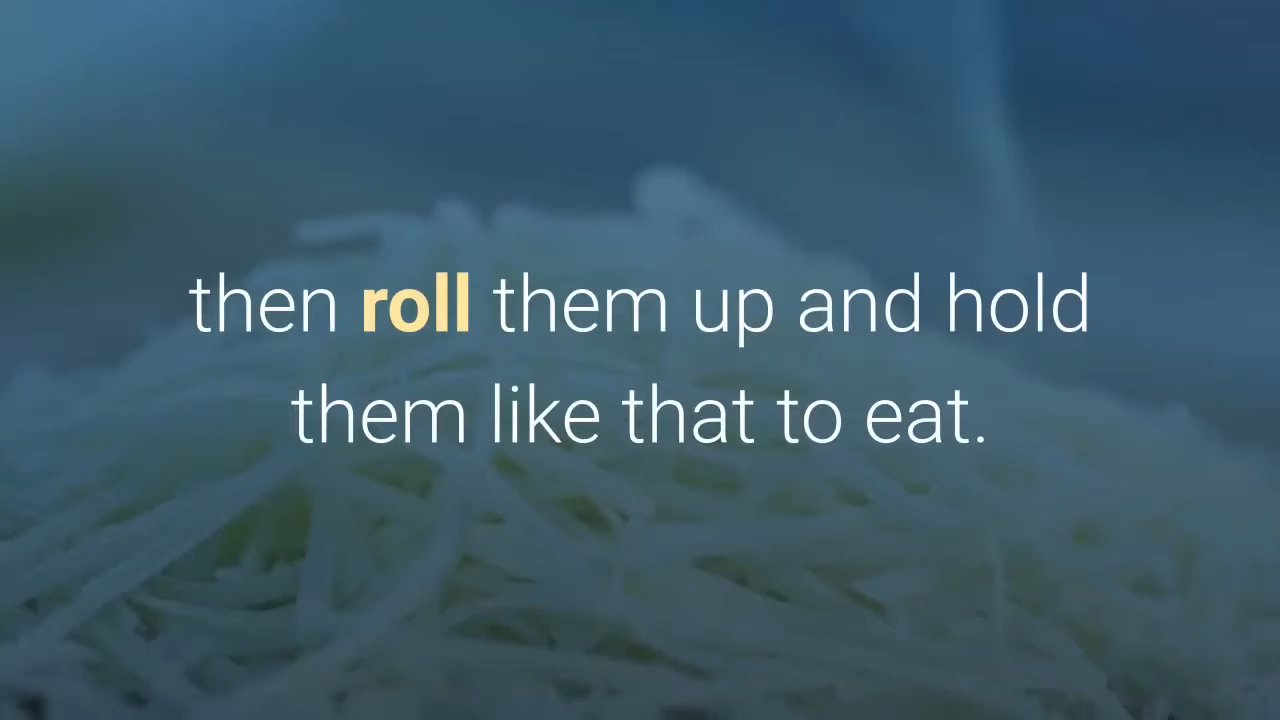 then roll them up and hold
them like that to eat.